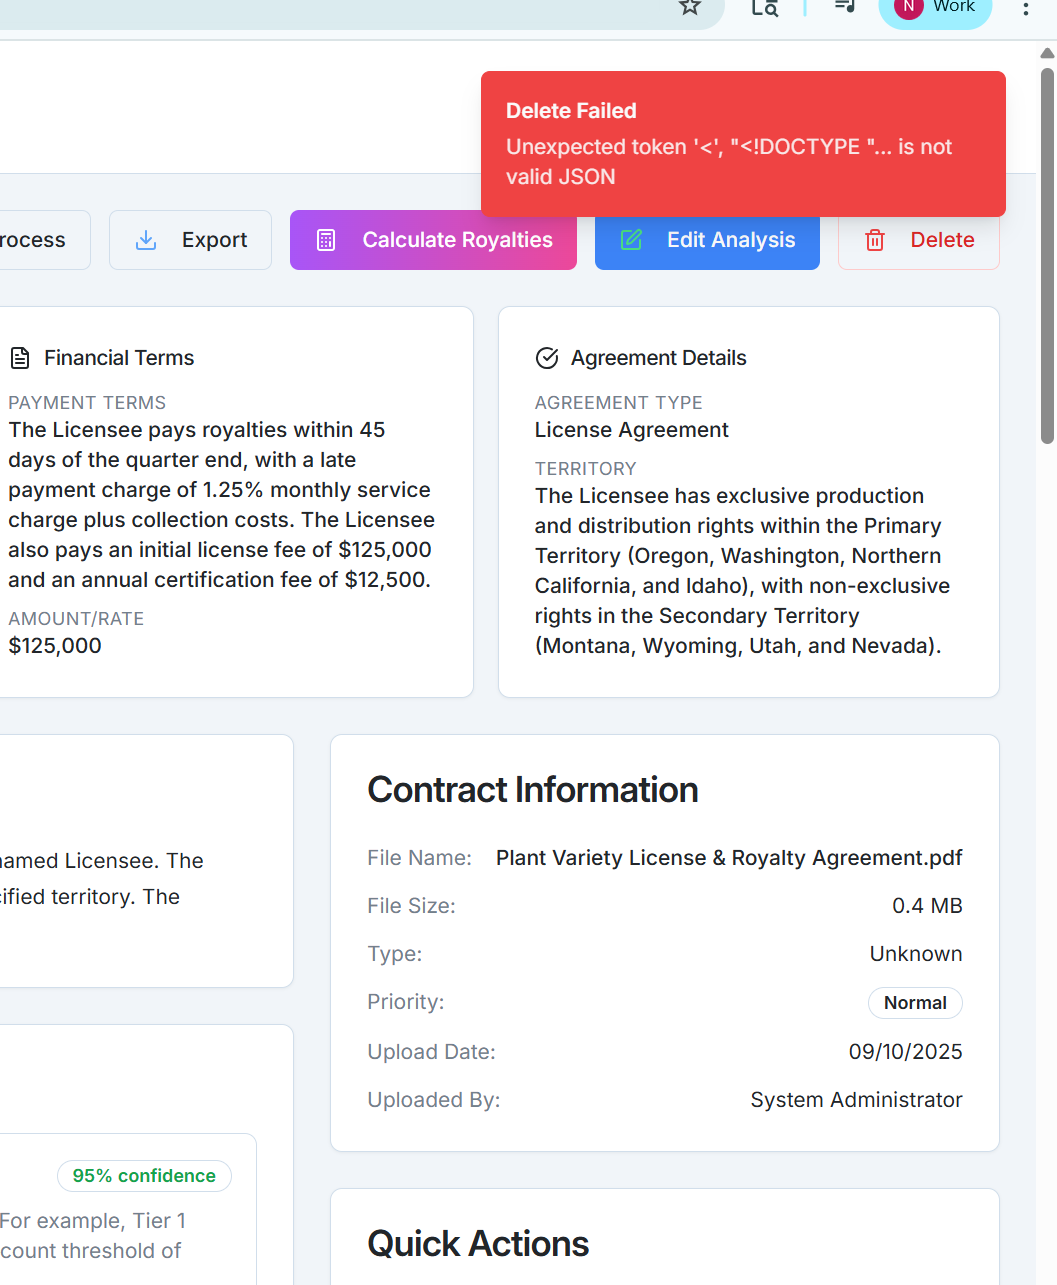 N Work
Delete Failed
Unexpected token '<', "<!DOCTYPE "... is not
valid JSON
rocess
Export
Calculate Royalties
Edit Analysis
Delete
Financial Terms
PAYMENT TERMS
The Licensee pays royalties within 45
days of the quarter end, with a late
payment charge of 1.25% monthly service
charge plus collection costs. The Licensee
also pays an initial license fee of $125,000
and an annual certification fee of $12,500.
AMOUNT/RATE
$125,000
Agreement Details
AGREEMENT TYPE
License Agreement
TERRITORY
The Licensee has exclusive production
and distribution rights within the Primary
Territory (Oregon, Washington, Northern
California, and Idaho), with non-exclusive
rights in the Secondary Territory
(Montana, Wyoming, Utah, and Nevada).
named Licensee. The
cified territory. The
95% confidence
For example, Tier 1
count threshold of
Contract Information
File Name: Plant Variety License & Royalty Agreement.pdf
File Size: 0.4 MB
Type: Unknown
Priority: Normal
Upload Date: 09/10/2025
Uploaded By: System Administrator
Quick Actions